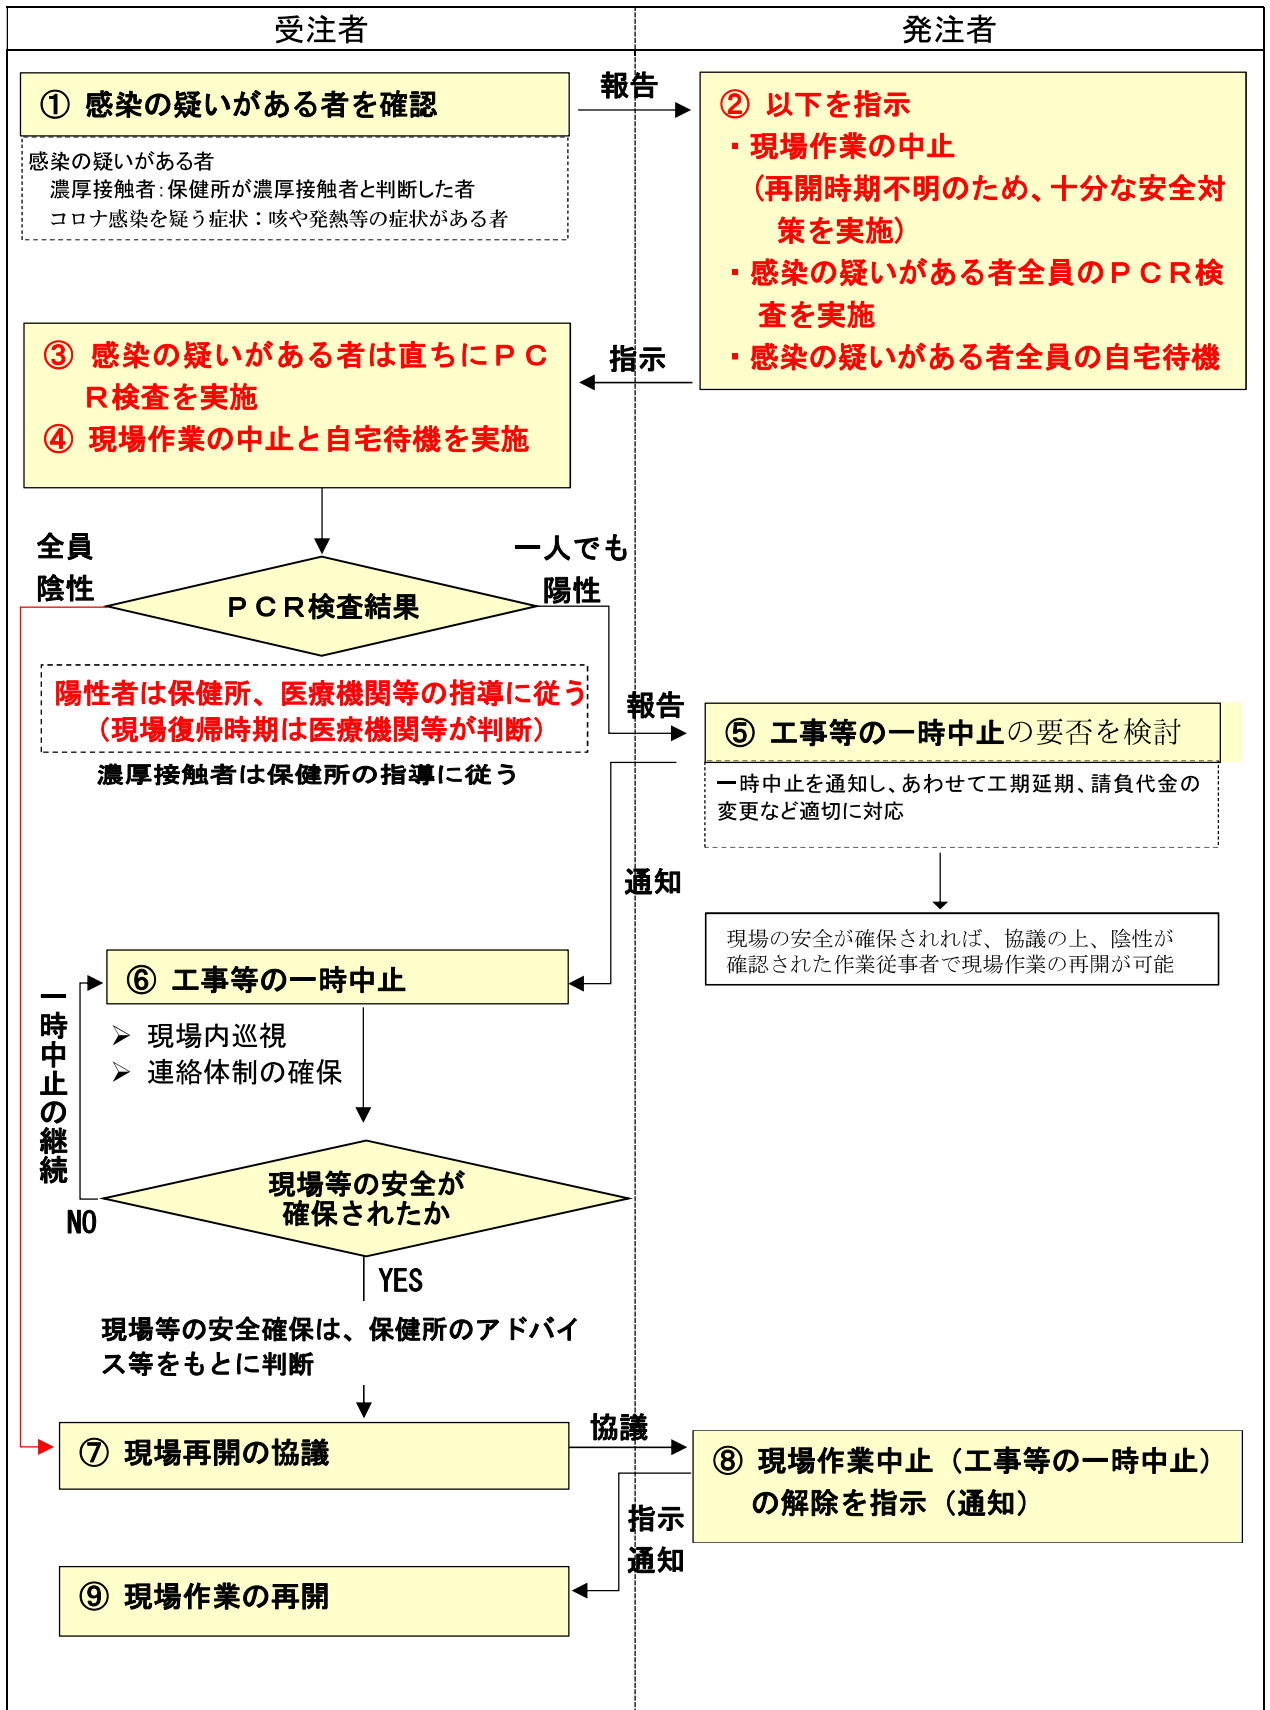 受注者
発注者
① 感染の疑いがある者を確認
感染の疑いがある者
濃厚接触者：保健所が濃厚接触者と判断した者
コロナ感染を疑う症状：咳や発熱等の症状がある者
報告
② 以下を指示
・現場作業の中止
（再開時期不明のため、十分な安全対
策を実施）
・感染の疑いがある者全員のＰＣＲ検
査を実施
・感染の疑いがある者全員の自宅待機
指示
③ 感染の疑いがある者は直ちにＰＣ
Ｒ検査を実施
④ 現場作業の中止と自宅待機を実施
全員
陰性
一人でも
陽性
ＰＣＲ検査結果
陽性者は保健所、医療機関等の指導に従う
（現場復帰時期は医療機関等が判断）
濃厚接触者は保健所の指導に従う
報告
⑤ 工事等の一時中止の要否を検討
一時中止を通知し、あわせて工期延期、請負代金の
変更など適切に対応
通知
現場の安全が確保されれば、協議の上、陰性が
確認された作業従事者で現場作業の再開が可能
⑥ 工事等の一時中止
➢ 現場内巡視
➢ 連絡体制の確保
一時中止の継続
現場等の安全が
確保されたか
NO
YES
現場等の安全確保は、保健所のアドバイ
ス等をもとに判断
⑦ 現場再開の協議
協議
⑧ 現場作業中止（工事等の一時中止）
の解除を指示（通知）
指示
通知
⑨ 現場作業の再開